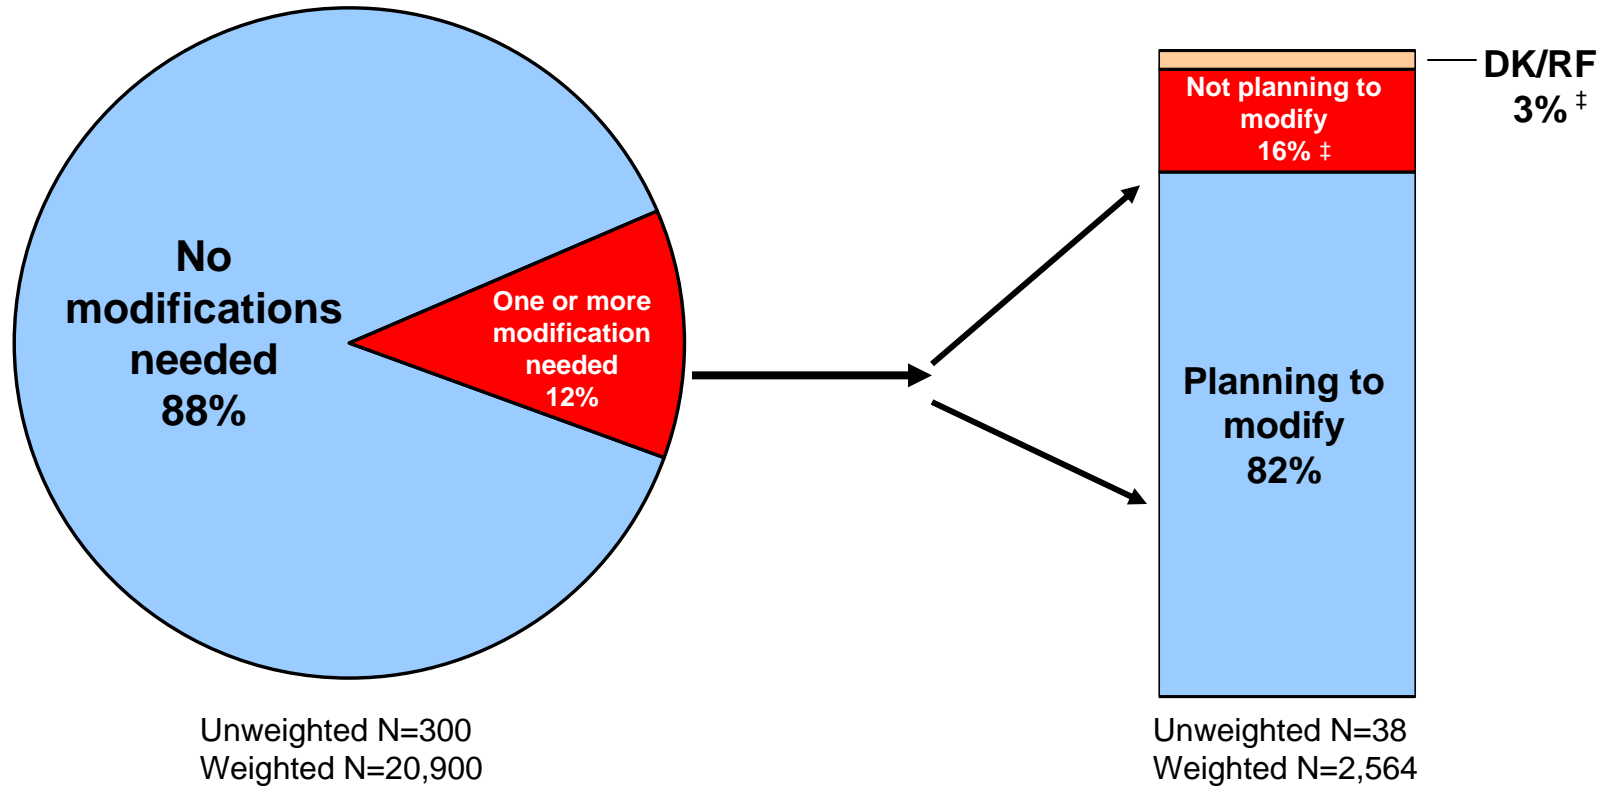 No
modifications
needed
88%
One or more
modification
needed
12%
Unweighted N=300
Weighted N=20,900
DK/RF
3% ‡
Not planning to
modify
16% ‡
Planning to
modify
82%
Unweighted N=38
Weighted N=2,564